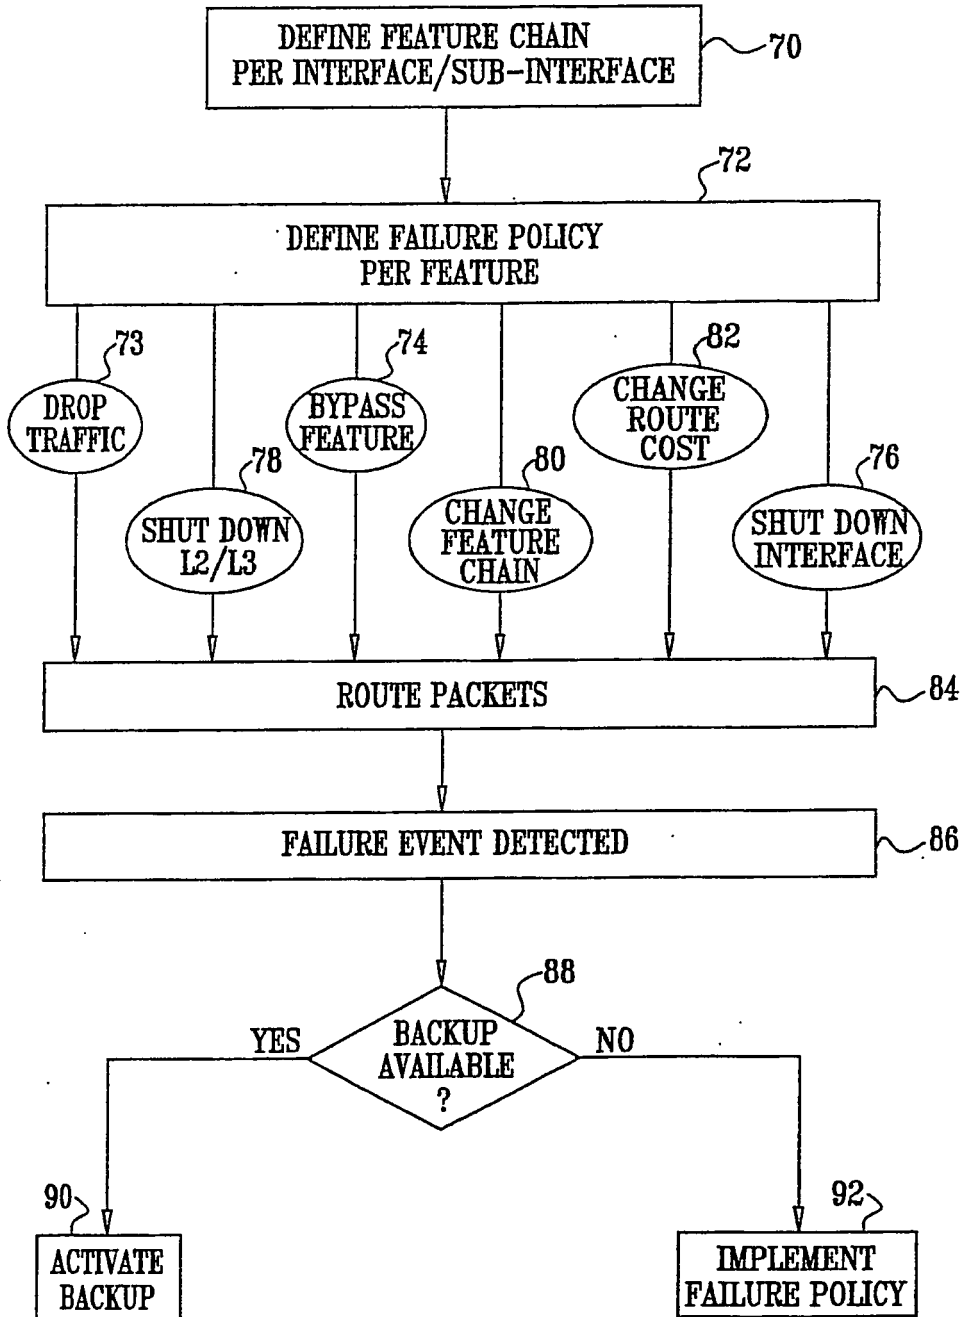 DEFINE FEATURE CHAIN
PER INTERFACE/SUB-INTERFACE
70
72
DEFINE FAILURE POLICY
PER FEATURE
73
DROP
TRAFFIC
78
SHUT DOWN
L2/L3
74
BYPASS
FEATURE
80
CHANGE
FEATURE
CHAIN
82
CHANGE
ROUTE
COST
76
SHUT DOWN
INTERFACE
ROUTE PACKETS
84
FAILURE EVENT DETECTED
86
88
BACKUP
AVAILABLE
?
YES
NO
90
ACTIVATE
BACKUP
92
IMPLEMENT
FAILURE POLICY